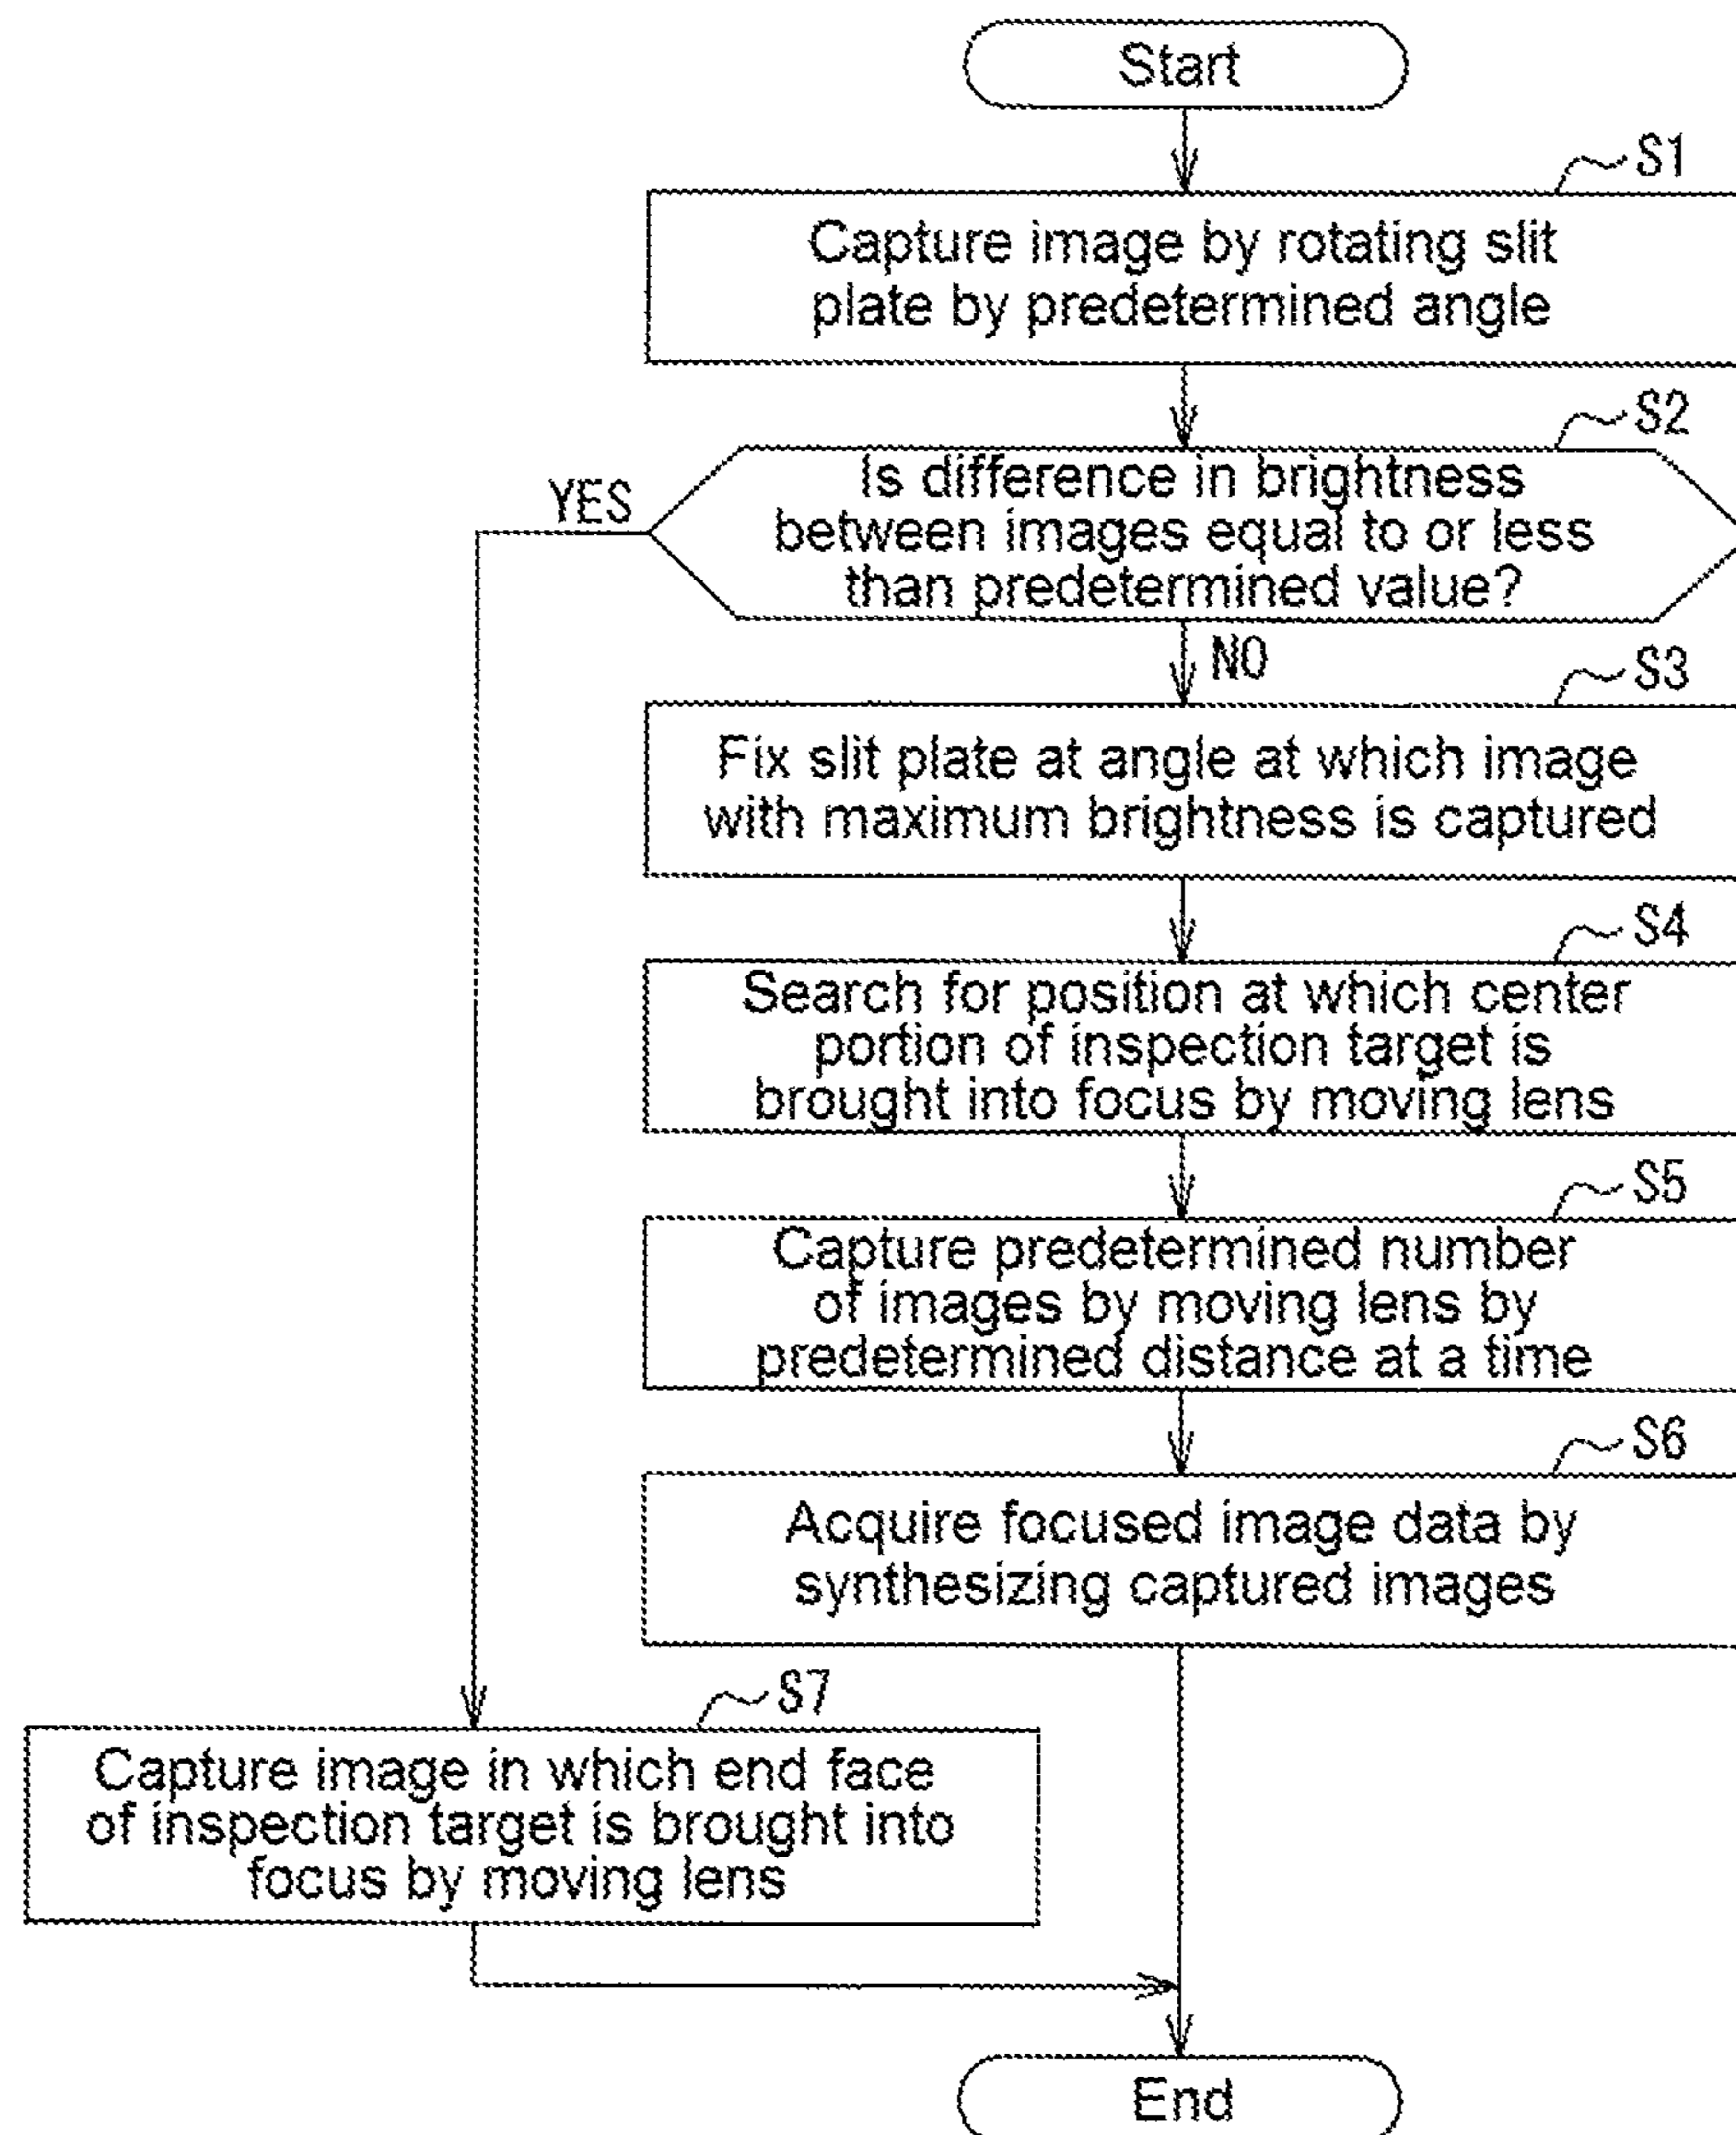 Start
S1
Capture image by rotating slit
plate by predetermined angle
S2
Is difference in brightness
between images equal to or less
than predetermined value?
YES
NO
S3
Fix slit plate at angle at which image
with maximum brightness is captured
S4
Search for position at which center
portion of inspection target is
brought into focus by moving lens
S5
Capture predetermined number
of images by moving lens by
predetermined distance at a time
S6
Acquire focused image data by
synthesizing captured images
S7
Capture image in which end face
of inspection target is brought into
focus by moving lens
End